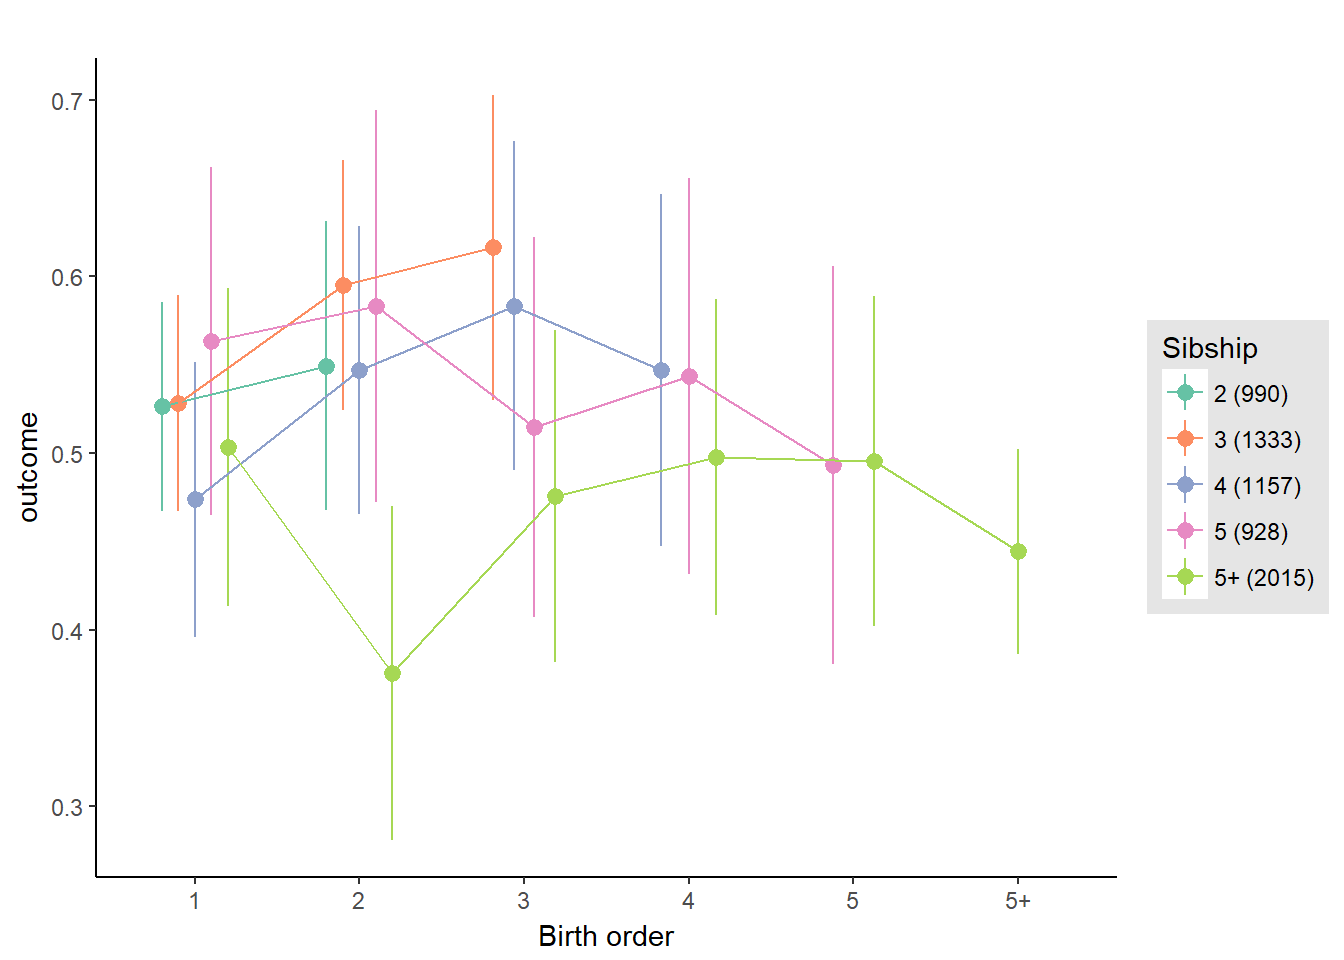 0.7
0.6
0.5
0.4
0.3
outcome
1 2 3 4 5 5+
Birth order
Sibship
2 (990)
3 (1333)
4 (1157)
5 (928)
5+ (2015)